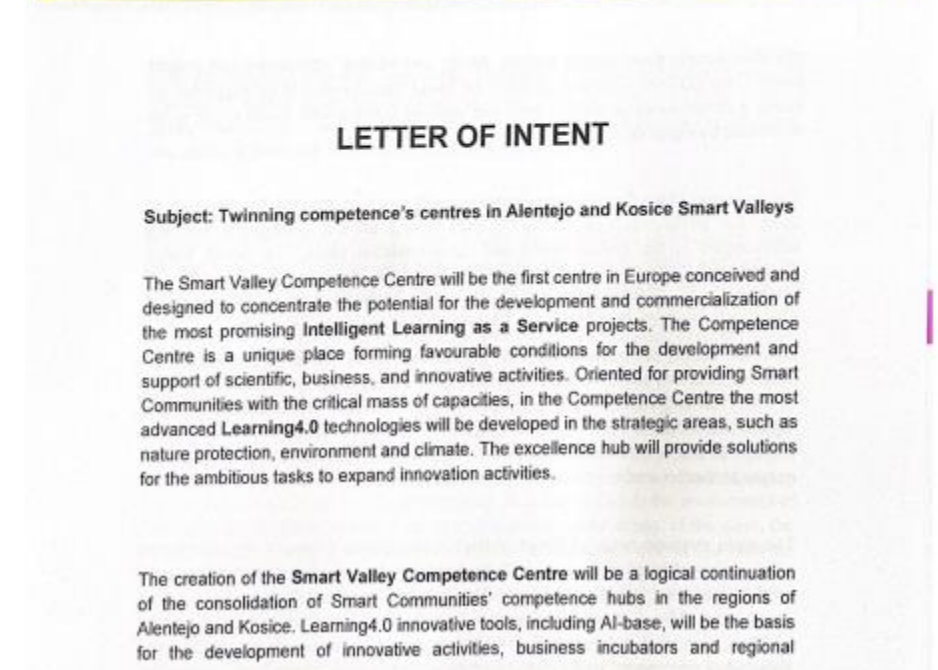 LETTER OF INTENT
Subject: Twinning competence's centres in Alentejo and Kosice Smart Valleys
The Smart Valley Competence Centre will be the first centre in Europe conceived and
designed to concentrate the potential for the development and commercialization of
the most promising Intelligent Learning as a Service projects. The Competence
Centre is a unique place forming favourable conditions for the development and
support of scientific, business, and innovative activities. Oriented for providing Smart
Communities with the critical mass of capacities, in the Competence Centre the most
advanced Learning4.0 technologies will be developed in the strategic areas, such as
nature protection, environment and climate. The excellence hub will provide solutions
for the ambitious tasks to expand innovation activities.
The creation of the Smart Valley Competence Centre will be a logical continuation
of the consolidation of Smart Communities' competence hubs in the regions of
Alentejo and Kosice. Learning4.0 innovative tools, including AI-base, will be the basis
for the development of innovative activities, business incubators and regional